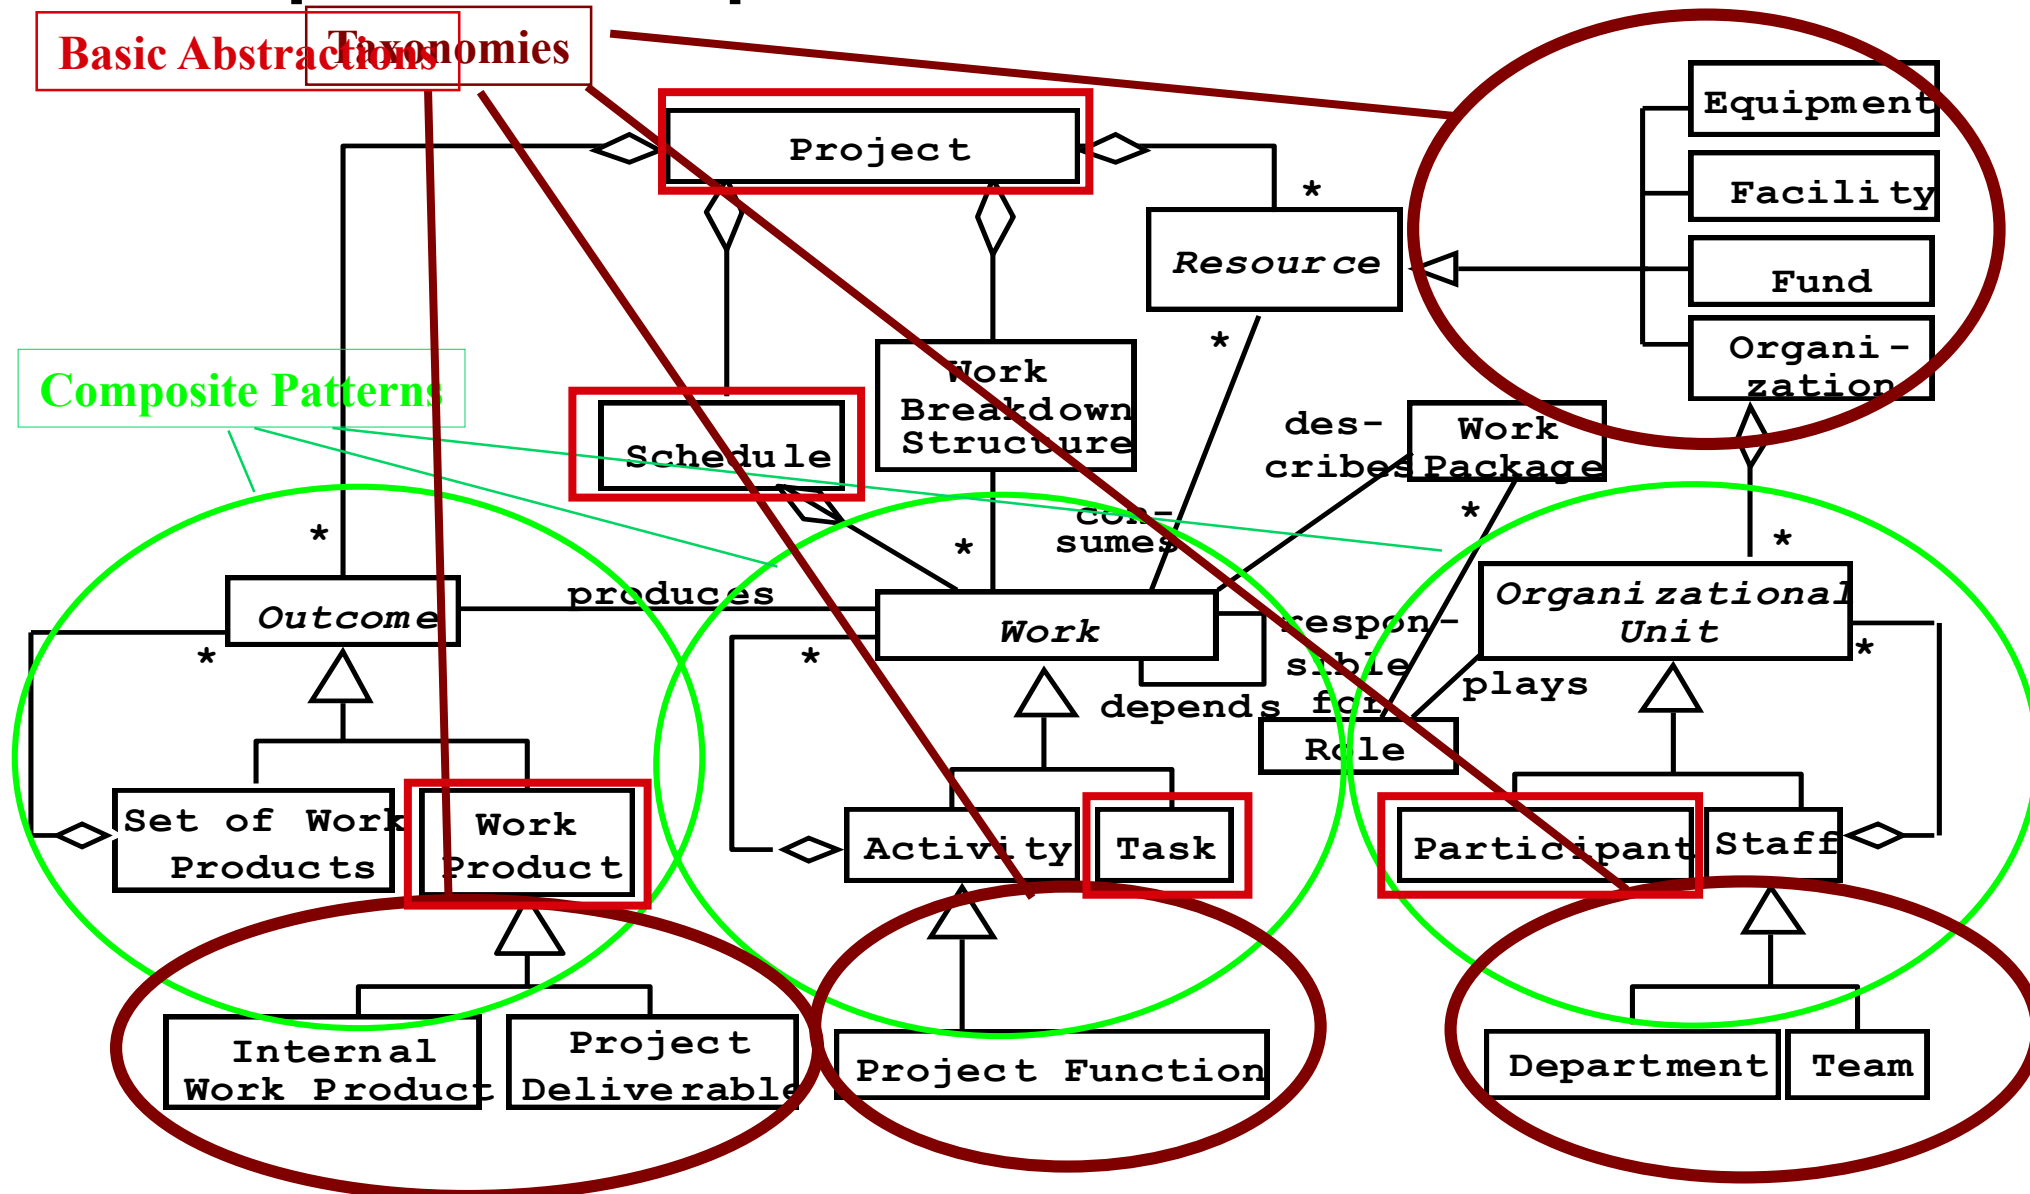 Basic Abstractions
Taxonomies
Equipment
Project
Facility
*
Resource
Fund
*
Organi-
zation
Work
Breakdown
Structure
Composite Patterns
des-
cribes
Work
Package
Schedule
*
con-
sumes
*
*
*
produces
Outcome
*
Work
*
depends
respon-
sible
for
Organizational
Unit
*
plays
Role
Set of Work
Products
Work
Product
Activity
Task
Participant
Staff
Internal
Work Product
Project
Deliverable
Project Function
Department
Team